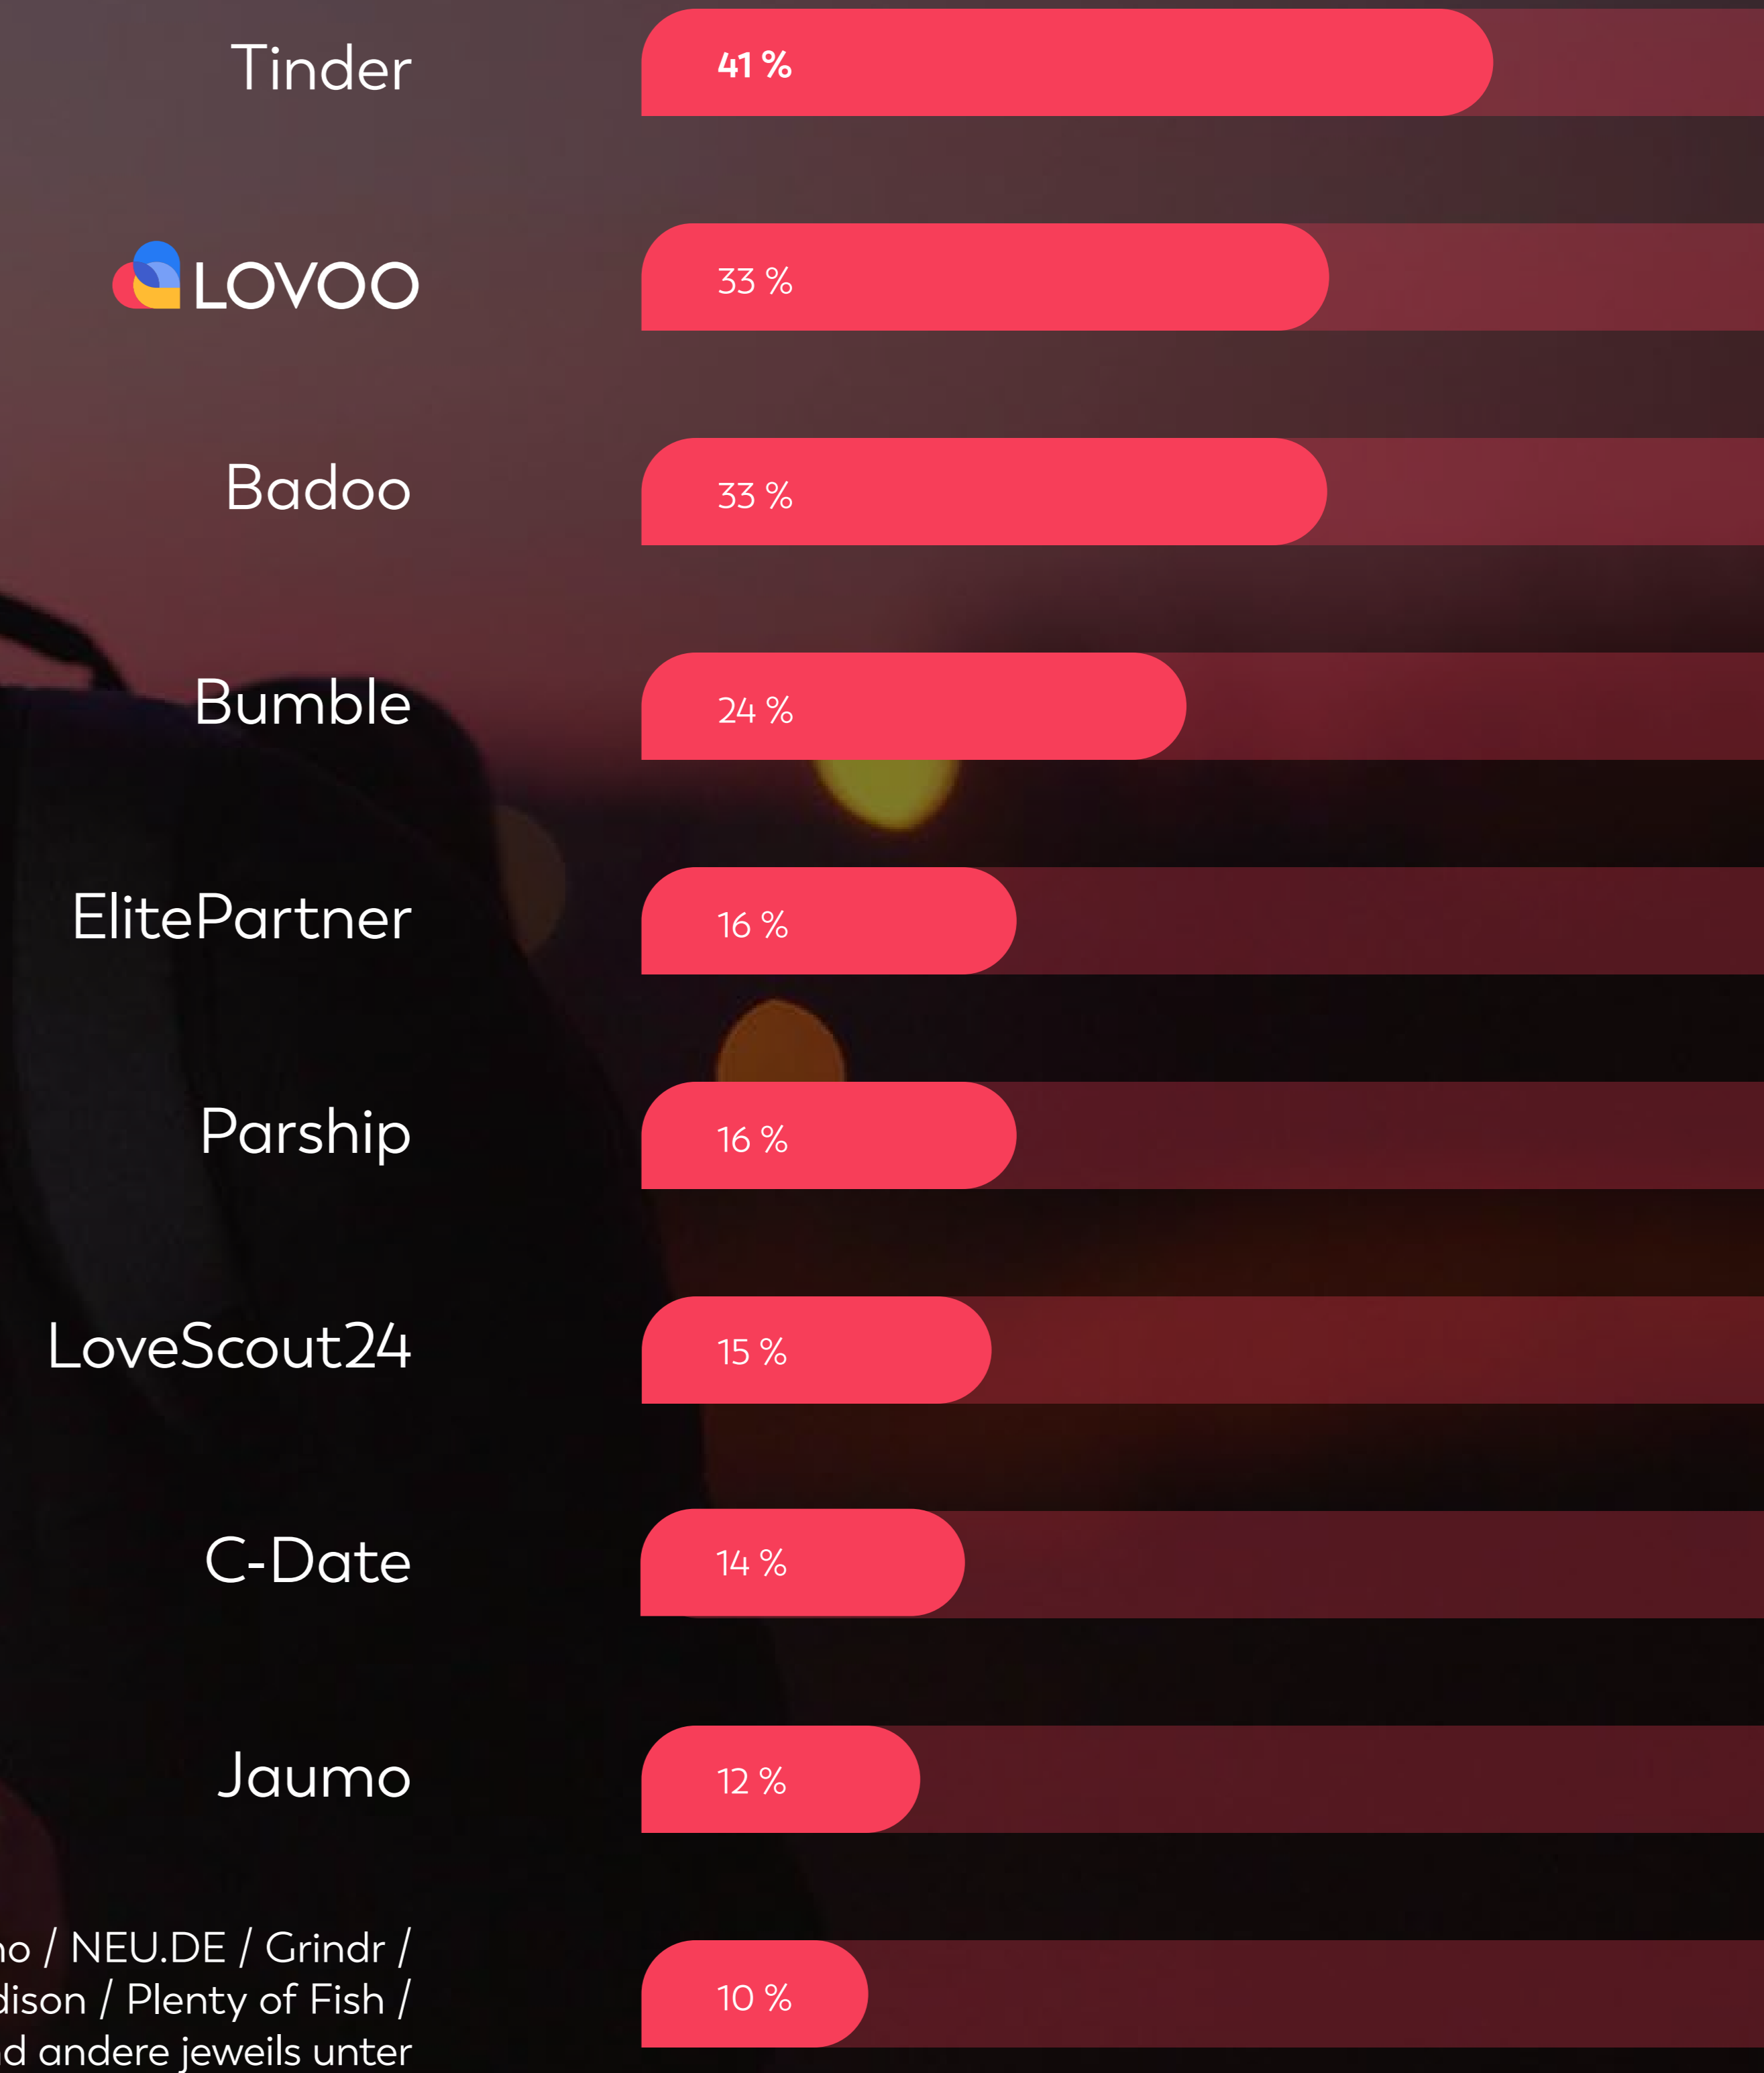 Tinder 41 %
LOVOO 33 %
Badoo 33 %
Bumble 24 %
ElitePartner 16 %
Parship 16 %
LoveScout24 15 %
C-Date 14 %
Jaumo 12 %
/ NEU.DE / Grindr /
/ Plenty of Fish /
andere jeweils unter
10 %